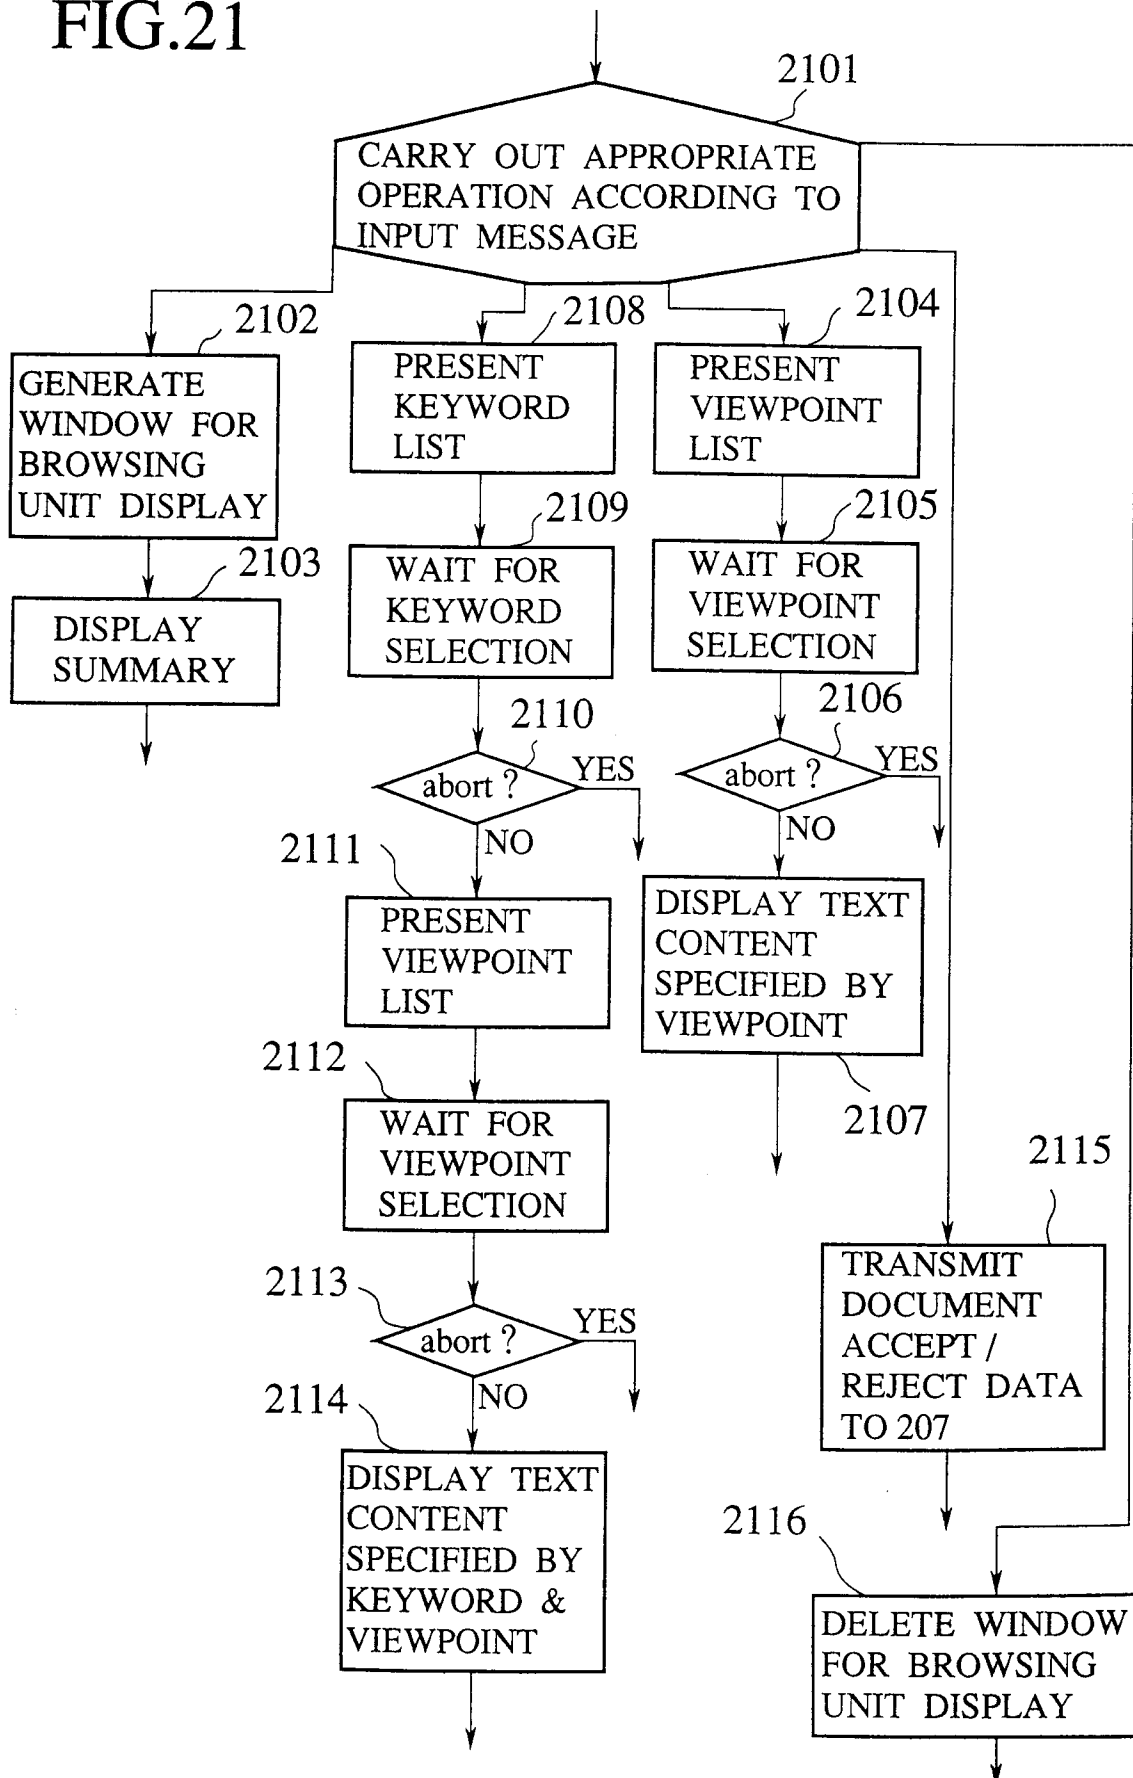 FIG.21
2101
CARRY OUT APPROPRIATE
OPERATION ACCORDING TO
INPUT MESSAGE
2102
GENERATE
WINDOW FOR
BROWSING
UNIT DISPLAY
2103
DISPLAY
SUMMARY
2108
PRESENT
KEYWORD
LIST
2109
WAIT FOR
KEYWORD
SELECTION
2110
abort ?
YES
NO
2111
PRESENT
VIEWPOINT
LIST
2112
WAIT FOR
VIEWPOINT
SELECTION
2113
abort ?
YES
NO
2114
DISPLAY TEXT
CONTENT
SPECIFIED BY
KEYWORD &
VIEWPOINT
2104
PRESENT
VIEWPOINT
LIST
2105
WAIT FOR
VIEWPOINT
SELECTION
2106
abort ?
YES
NO
DISPLAY TEXT
CONTENT
SPECIFIED BY
VIEWPOINT
2107
2115
TRANSMIT
DOCUMENT
ACCEPT /
REJECT DATA
TO 207
2116
DELETE WINDOW
FOR BROWSING
UNIT DISPLAY